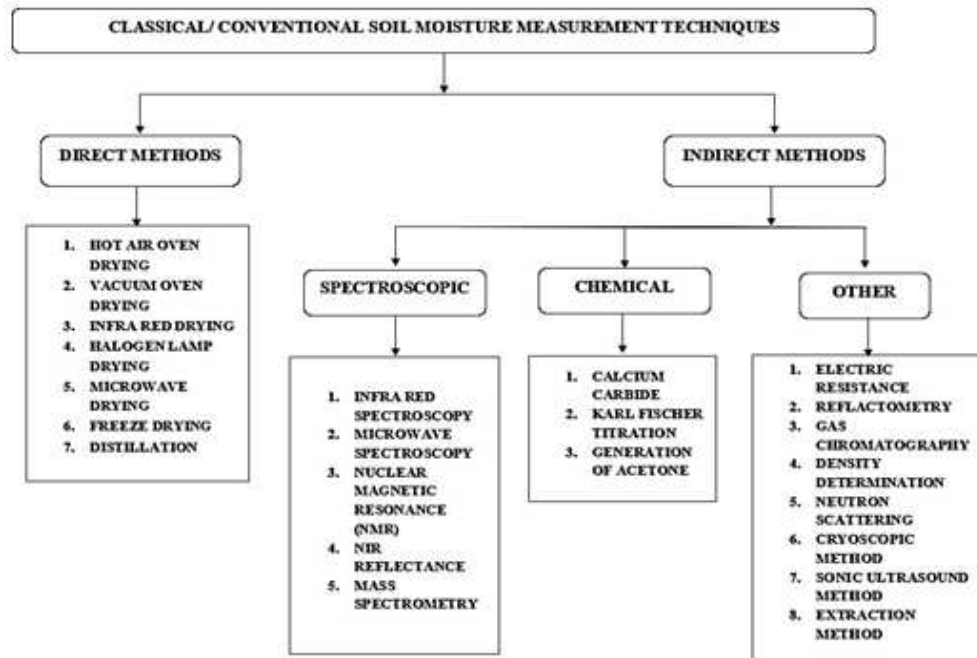 CLASSICAL/ CONVENTIONAL SOIL MOISTURE MEASUREMENT TECHNIQUES
DIRECT METHODS
INDIRECT METHODS
1. HOT AIR OVEN
DRYING
2. VACUUM OVEN
DRYING
3. INFRA RED DRYING
4. HALOGEN LAMP
DRYING
5. MICROWAVE
DRYING
6. FREEZE DRYING
7. DISTILLATION
SPECTROSCOPIC
CHEMICAL
OTHER
1. INFRA RED
SPECTROSCOPY
2. MICROWAVE
SPECTROSCOPY
3. NUCLEAR
MAGNETIC
RESONANCE
(NMR)
4. NIR
REFLECTANCE
5. MASS
SPECTROMETRY
1. CALCIUM
CARBIDE
2. KARL FISCHER
TITRATION
3. GENERATION
OF ACETONE
1. ELECTRIC
RESISTANCE
2. REFLACTOMETRY
3. GAS
CHROMATOGRAPHY
4. DENSITY
DETERMINATION
5. NEUTRON
SCATTERING
6. CRYOSCOPIC
METHOD
7. SONIC ULTRASOUND
METHOD
8. EXTRACTION
METHOD